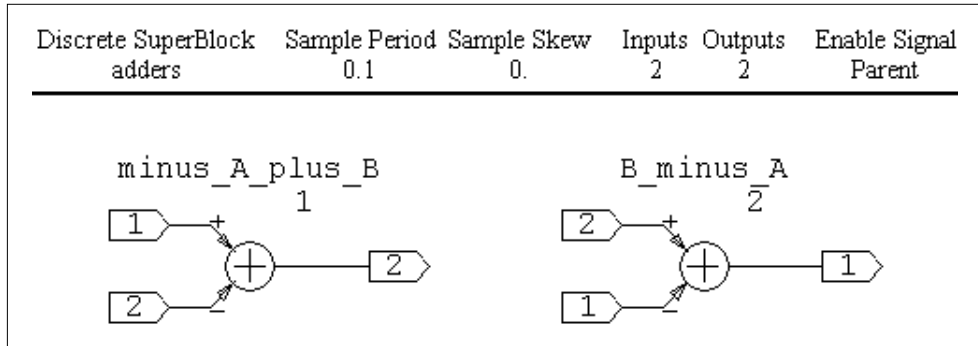 Discrete SuperBlock Sample Period Sample Skew Inputs Outputs Enable Signal
adders 0.1 0. 2 2 Parent
minus_A_plus_B B_minus_A
1 2
1 + 2 +
2 1
2 − 1 −